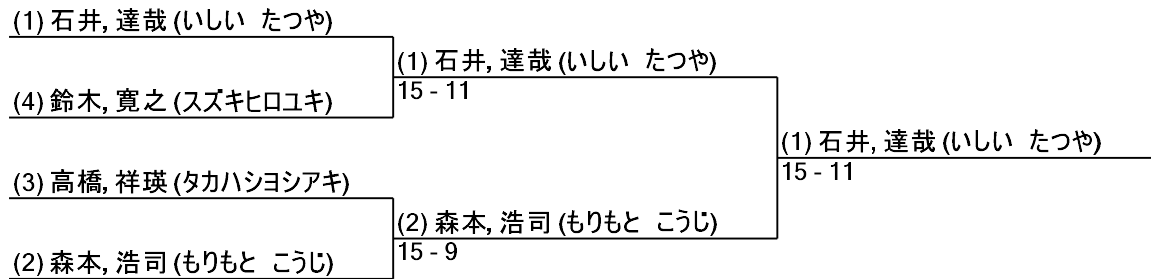 (1) 石井, 達哉 (いしい たつや)
(1) 石井, 達哉 (いしい たつや)
15 - 11
(4) 鈴木, 寛之 (スズキヒロユキ)
(1) 石井, 達哉 (いしい たつや)
15 - 11
(3) 高橋, 祥瑛 (タカハシヨシアキ)
(2) 森本, 浩司 (もりもと こうじ)
15 - 9
(2) 森本, 浩司 (もりもと こうじ)